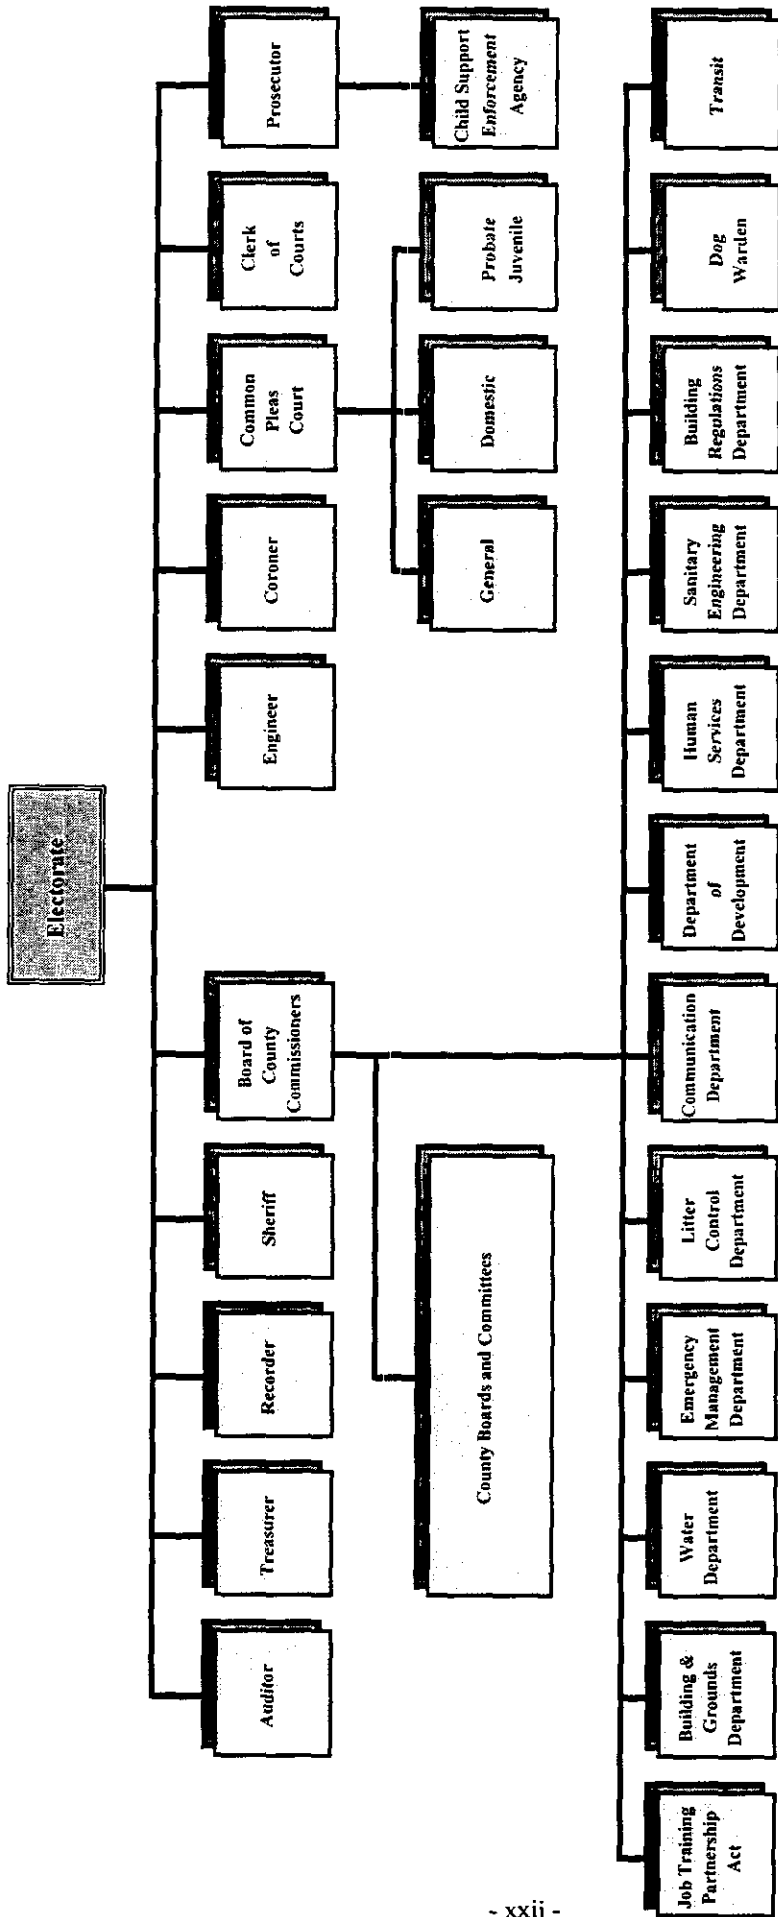 Electorate
Auditor
Treasurer
Recorder
Sheriff
Board of
County
Commissioners
Engineer
Coroner
Common
Pleas
Court
Clerk
of
Courts
Prosecutor
County Boards and Committees
General
Domestic
Probate
Juvenile
Child Support
Enforcement
Agency
Job Training
Partnership
Act
Building &
Grounds
Department
Water
Department
Emergency
Management
Department
Litter
Control
Department
Communication
Department
Department
of
Development
Human
Services
Department
Sanitary
Engineering
Department
Building
Regulations
Department
Dog
Warden
Transit
- xxii -